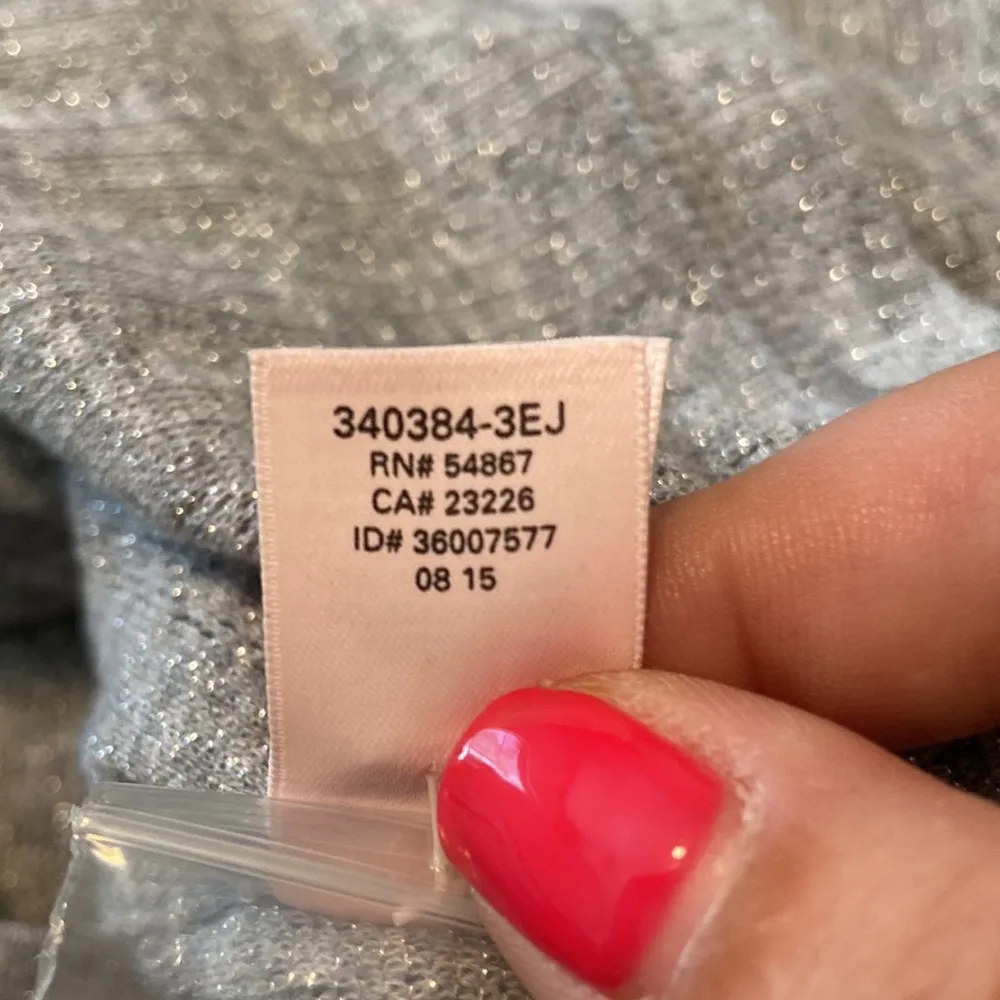 340384-3EJ
RN# 54867
CA# 23226
ID# 36007577
08 15